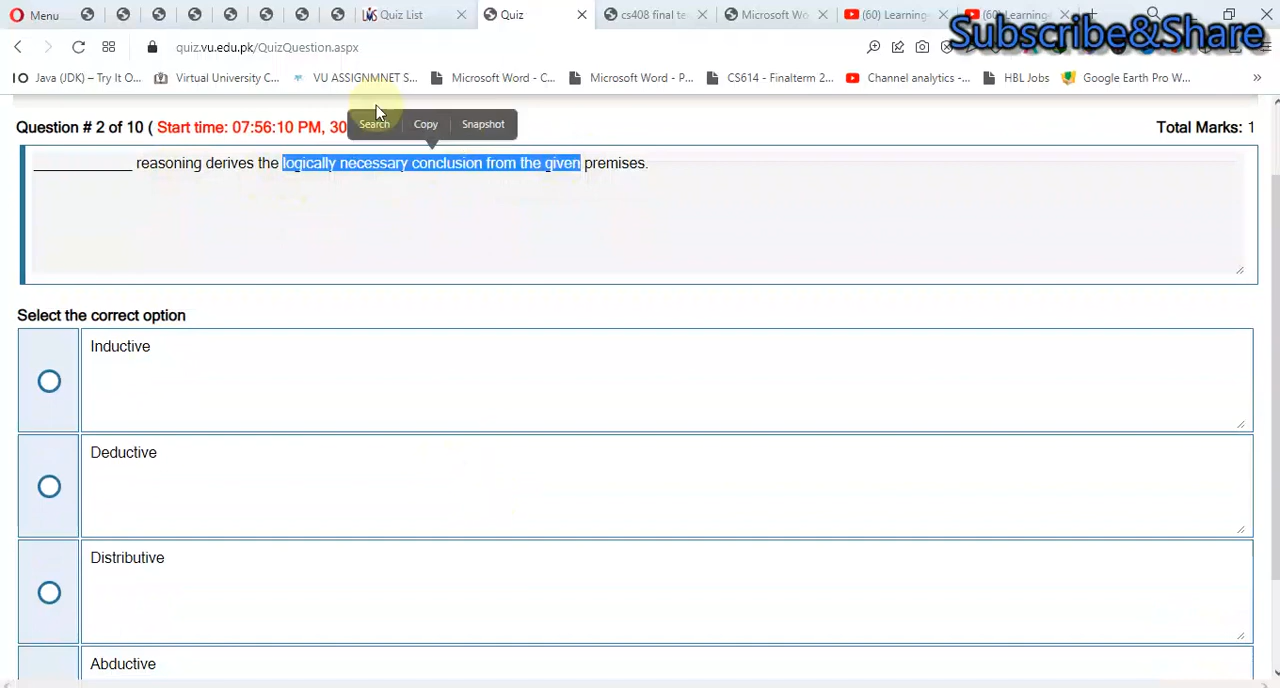 Menu
Quiz List
Quiz
cs408 final te
Microsoft Wo
(60) Learning
(60) Learning
Subscribe&Share
quiz.vu.edu.pk/QuizQuestion.aspx
Java (JDK) – Try It O...
Virtual University C...
VU ASSIGNMNET S...
Microsoft Word - C...
Microsoft Word - P...
CS614 - Finalterm 2...
Channel analytics -...
HBL Jobs
Google Earth Pro W...
»
Question # 2 of 10 ( Start time: 07:56:10 PM, 30
Search Copy Snapshot
Total Marks: 1
____________ reasoning derives the logically necessary conclusion from the given premises.
Select the correct option
Inductive
Deductive
Distributive
Abductive